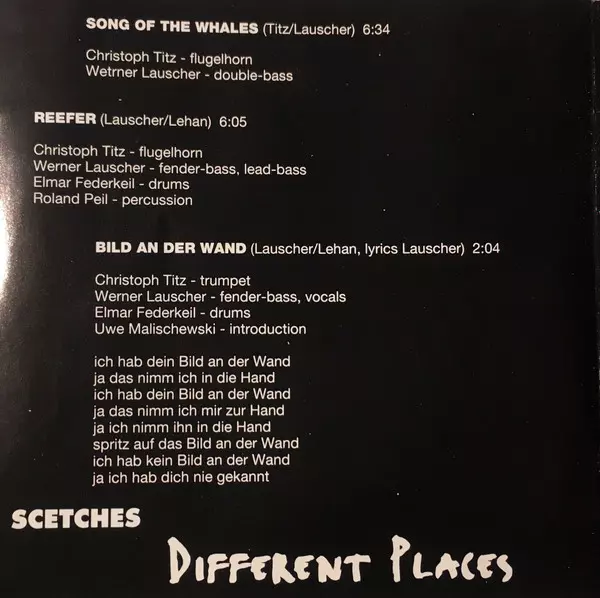 SONG OF THE WHALES (Titz/Lauscher) 6:34
Christoph Titz - flugelhorn
Wetrner Lauscher - double-bass
REEFER (Lauscher/Lehan) 6:05
Christoph Titz - flugelhorn
Werner Lauscher - fender-bass, lead-bass
Elmar Federkeil - drums
Roland Peil - percussion
BILD AN DER WAND (Lauscher/Lehan, lyrics Lauscher) 2:04
Christoph Titz - trumpet
Werner Lauscher - fender-bass, vocals
Elmar Federkeil - drums
Uwe Malischewski - introduction
ich hab dein Bild an der Wand
ja das nimm ich in die Hand
ich hab dein Bild an der Wand
ja das nimm ich mir zur Hand
ja ich nimm ihn in die Hand
spritz auf das Bild an der Wand
ich hab kein Bild an der Wand
ja ich hab dich nie gekannt
SCETCHES
DIFFERENT PLACES